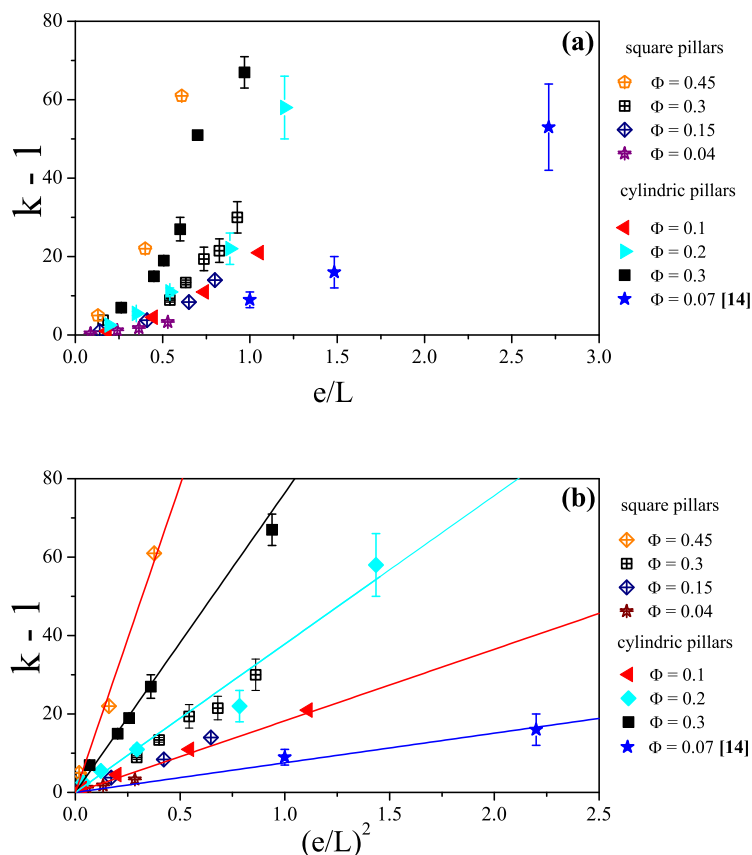 80
60
40
20
0
k - 1
(a)
0.0
0.5
1.0
1.5
2.0
2.5
3.0
e/L
square pillars
Φ = 0.45
Φ = 0.3
Φ = 0.15
Φ = 0.04
cylindric pillars
Φ = 0.1
Φ = 0.2
Φ = 0.3
Φ = 0.07 [14]
80
60
40
20
0
k - 1
(b)
0.0
0.5
1.0
1.5
2.0
2.5
(e/L)²
square pillars
Φ = 0.45
Φ = 0.3
Φ = 0.15
Φ = 0.04
cylindric pillars
Φ = 0.1
Φ = 0.2
Φ = 0.3
Φ = 0.07 [14]